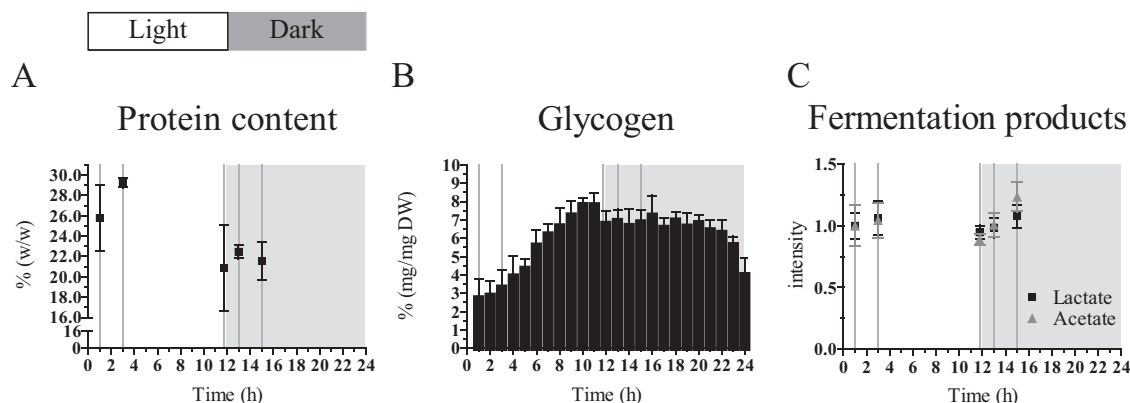 Light Dark
A B C
Protein content Glycogen Fermentation products
% (w/w)
30.0
28.0
26.0
24.0
22.0
20.0
18.0
16.0
16
0
0 2 4 6 8 10 12 14 16 18 20 22 24
Time (h)
% (mg/mg DW)
10
9
8
7
6
5
4
3
2
1
0
0 2 4 6 8 10 12 14 16 18 20 22 24
Time (h)
intensity
1.5
1.0
0.5
0.0
Lactate
Acetate
0 2 4 6 8 10 12 14 16 18 20 22 24
Time (h)